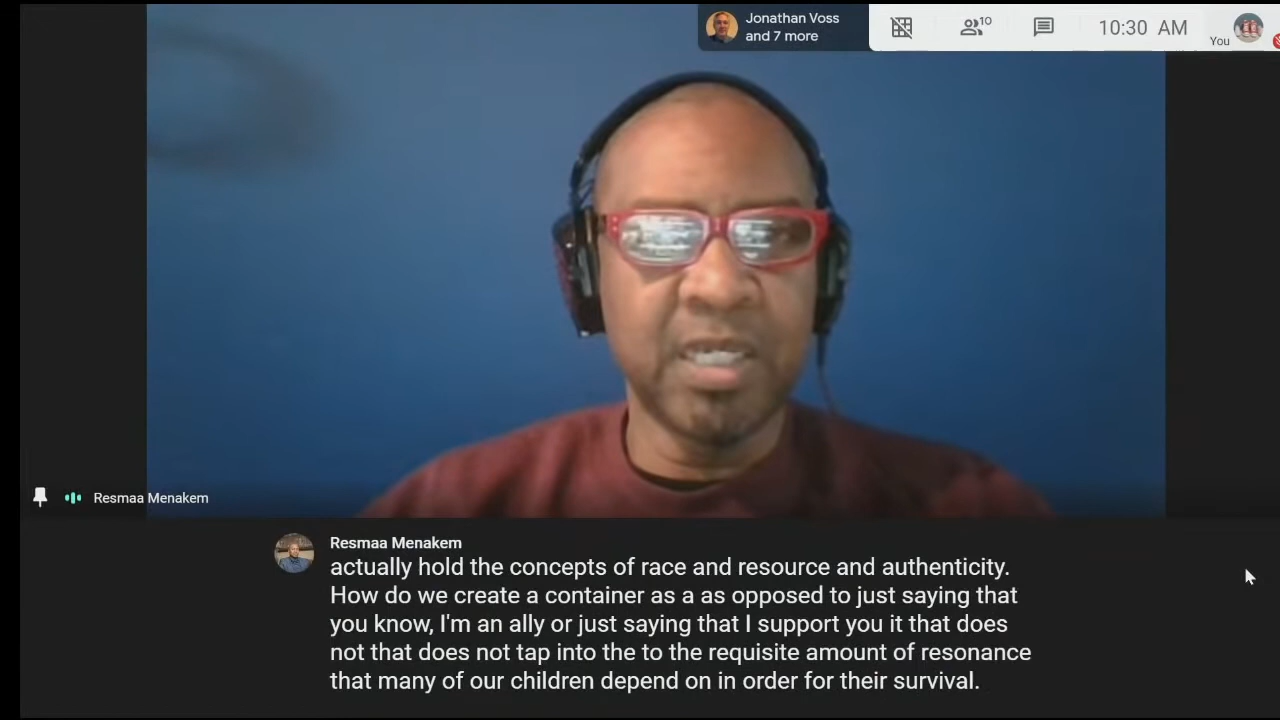 Jonathan Voss
and 7 more
10
10:30 AM
You
Resmaa Menakem
Resmaa Menakem
actually hold the concepts of race and resource and authenticity.
How do we create a container as a as opposed to just saying that
you know, I'm an ally or just saying that I support you it that does
not that does not tap into the to the requisite amount of resonance
that many of our children depend on in order for their survival.